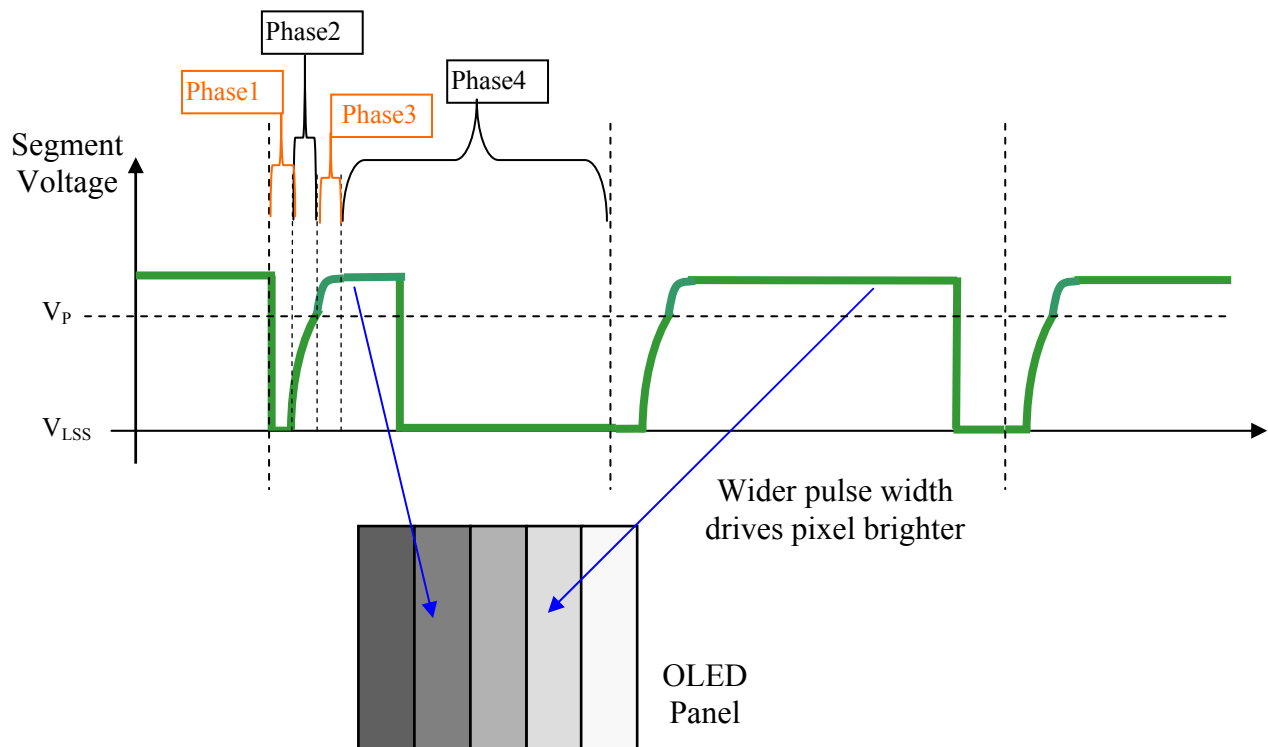 Phase2
Phase1
Phase3
Phase4
Segment
Voltage
VP
VLSS
Wider pulse width
drives pixel brighter
OLED
Panel